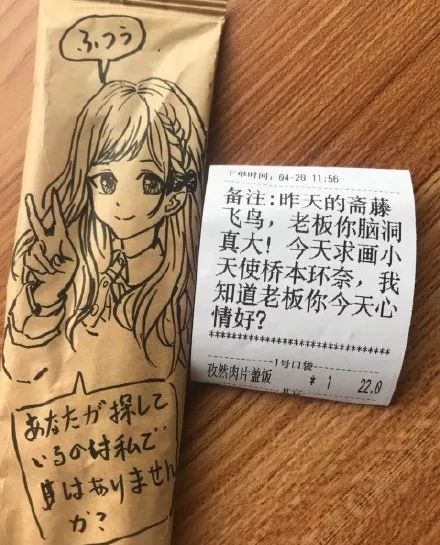 ふつう
あなたが探して
いるのは私で
はありません
か?
下单时间: 04-20 11:56
备注:昨天的斋藤
飞鸟，老板你脑洞
真大！今天求画小
天使桥本环奈，我
知道老板你今天心
情好?
********************************
1号口袋
孜然肉片盖饭 * 1 22.0